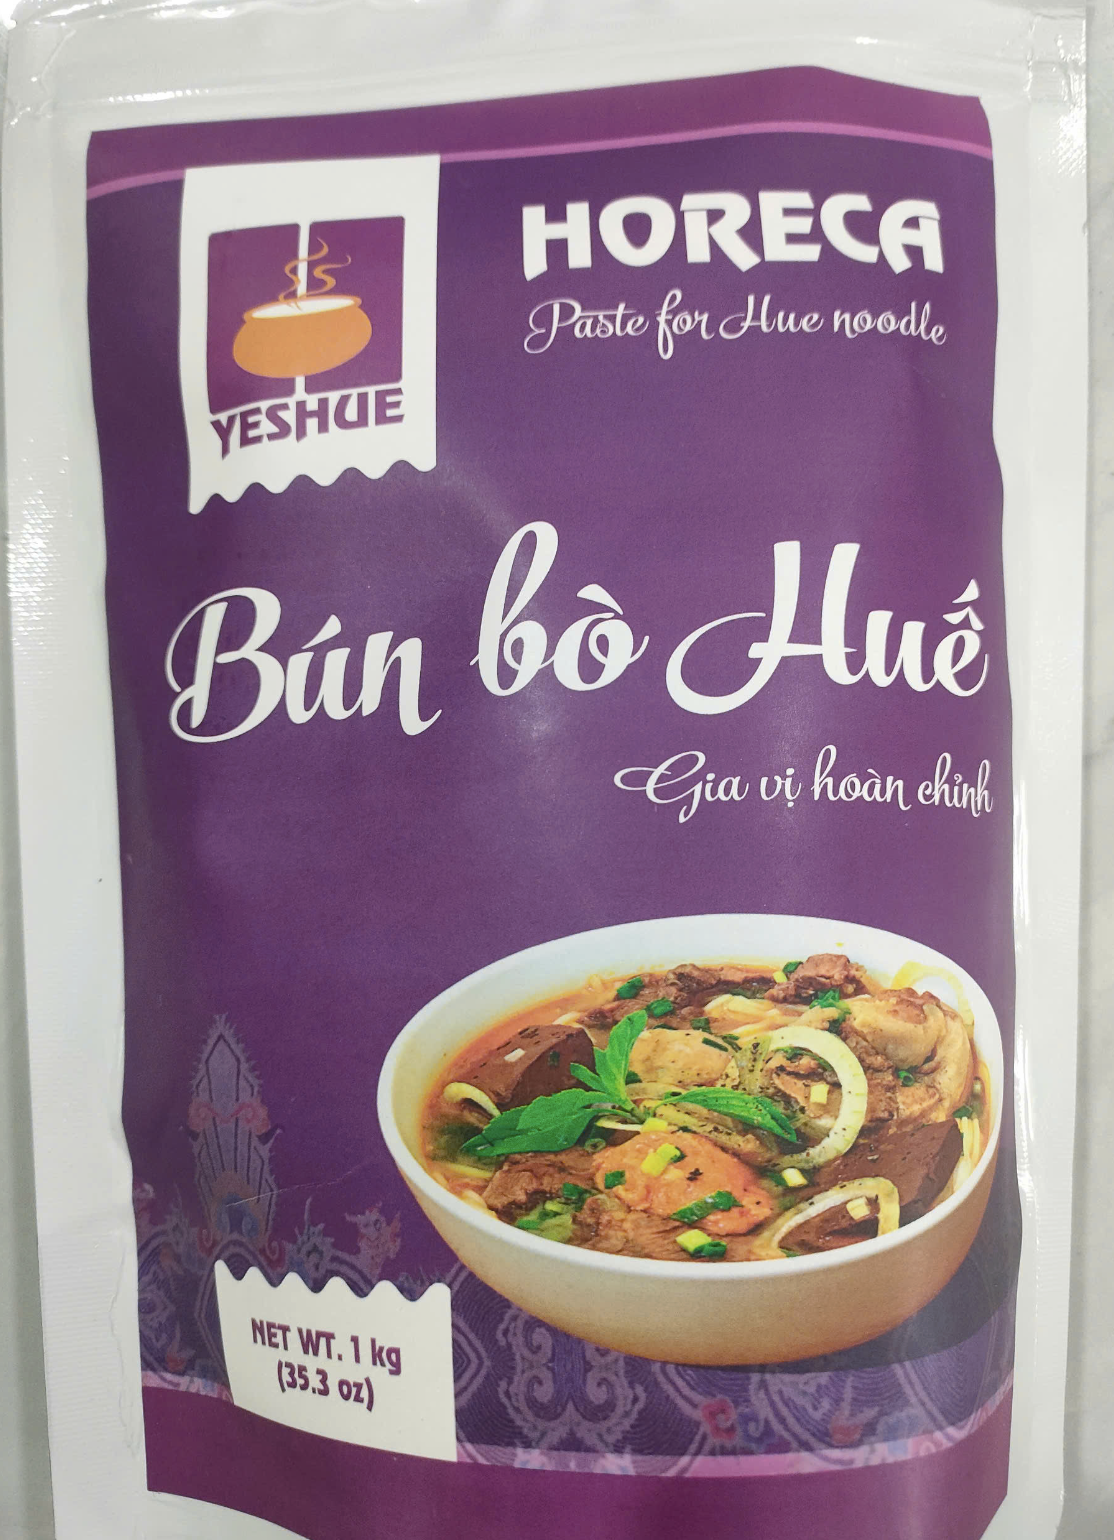 YESHUE
HORECA
Paste for Hue noodle
Bún bò Huế
Gia vị hoàn chỉnh
NET WT. 1 kg
(35.3 oz)